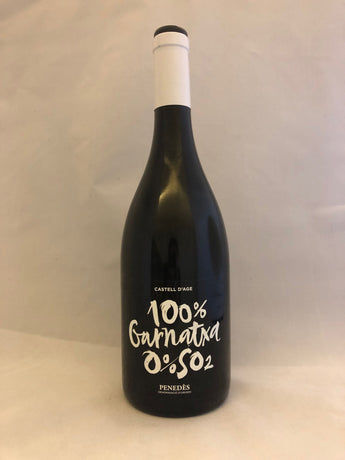 CASTELL D'AGE
100%
Garnatxa
0%SO2
PENEDÈS